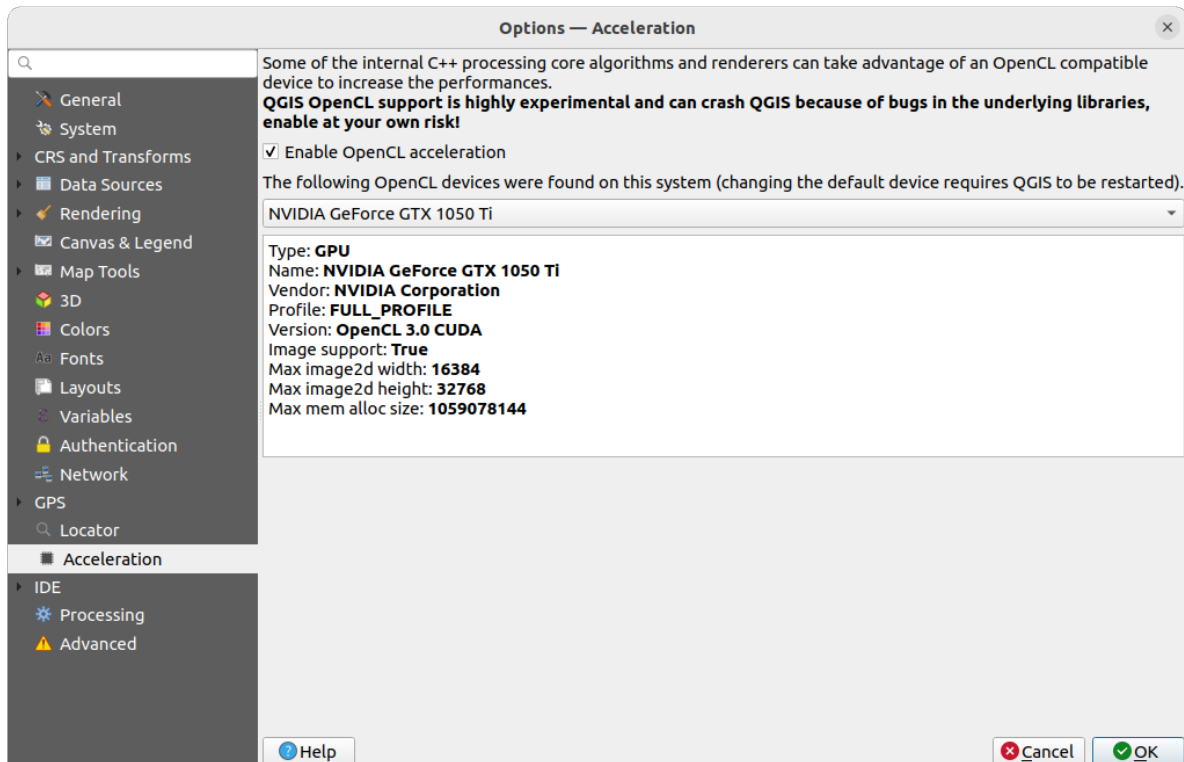 Options — Acceleration
General
System
CRS and Transforms
Data Sources
Rendering
Canvas & Legend
Map Tools
3D
Colors
Aa Fonts
Layouts
ε Variables
Authentication
Network
GPS
Locator
Acceleration
IDE
Processing
Advanced
Some of the internal C++ processing core algorithms and renderers can take advantage of an OpenCL compatible
device to increase the performances.
QGIS OpenCL support is highly experimental and can crash QGIS because of bugs in the underlying libraries,
enable at your own risk!
Enable OpenCL acceleration
The following OpenCL devices were found on this system (changing the default device requires QGIS to be restarted).
NVIDIA GeForce GTX 1050 Ti
Type: GPU
Name: NVIDIA GeForce GTX 1050 Ti
Vendor: NVIDIA Corporation
Profile: FULL_PROFILE
Version: OpenCL 3.0 CUDA
Image support: True
Max image2d width: 16384
Max image2d height: 32768
Max mem alloc size: 1059078144
Help
Cancel
OK